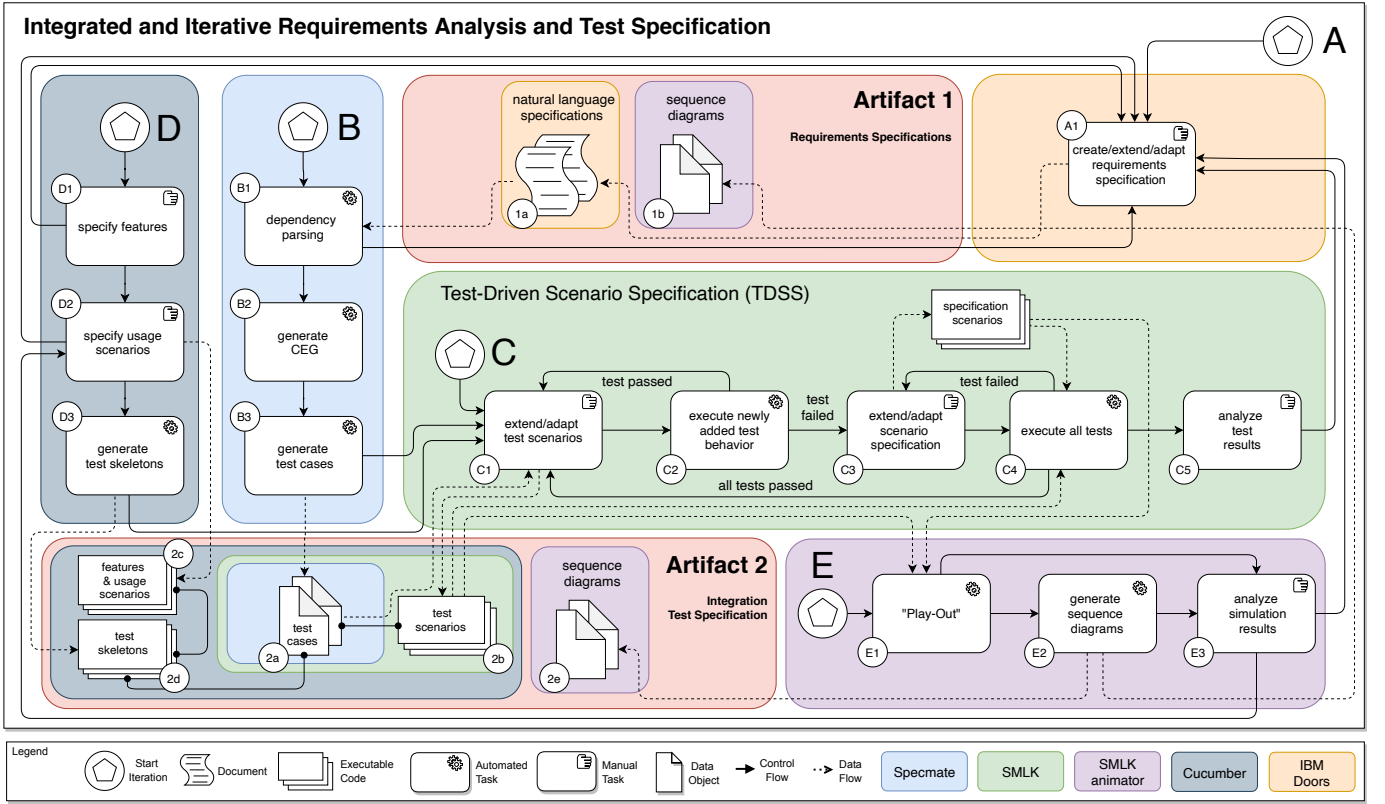 Integrated and Iterative Requirements Analysis and Test Specification
A
D
B
natural language
specifications
1a
sequence
diagrams
1b
Artifact 1
Requirements Specifications
A1
create/extend/adapt
requirements
specification
D1
specify features
B1
dependency
parsing
D2
specify usage
scenarios
B2
generate
CEG
D3
generate
test skeletons
B3
generate
test cases
Test-Driven Scenario Specification (TDSS)
specification
scenarios
C
test passed
test
failed
test failed
extend/adapt
test scenarios
C1
execute newly
added test
behavior
C2
extend/adapt
scenario
specification
C3
execute all tests
C4
analyze
test
results
C5
all tests passed
2c
features
& usage
scenarios
test
skeletons
2d
test
cases
2a
test
scenarios
2b
sequence
diagrams
2e
Artifact 2
Integration
Test Specification
E
"Play-Out"
E1
generate
sequence
diagrams
E2
analyze
simulation
results
E3
Legend
Start
Iteration
Document
Executable
Code
Automated
Task
Manual
Task
Data
Object
Control
Flow
Data
Flow
Specmate
SMLK
SMLK
animator
Cucumber
IBM
Doors